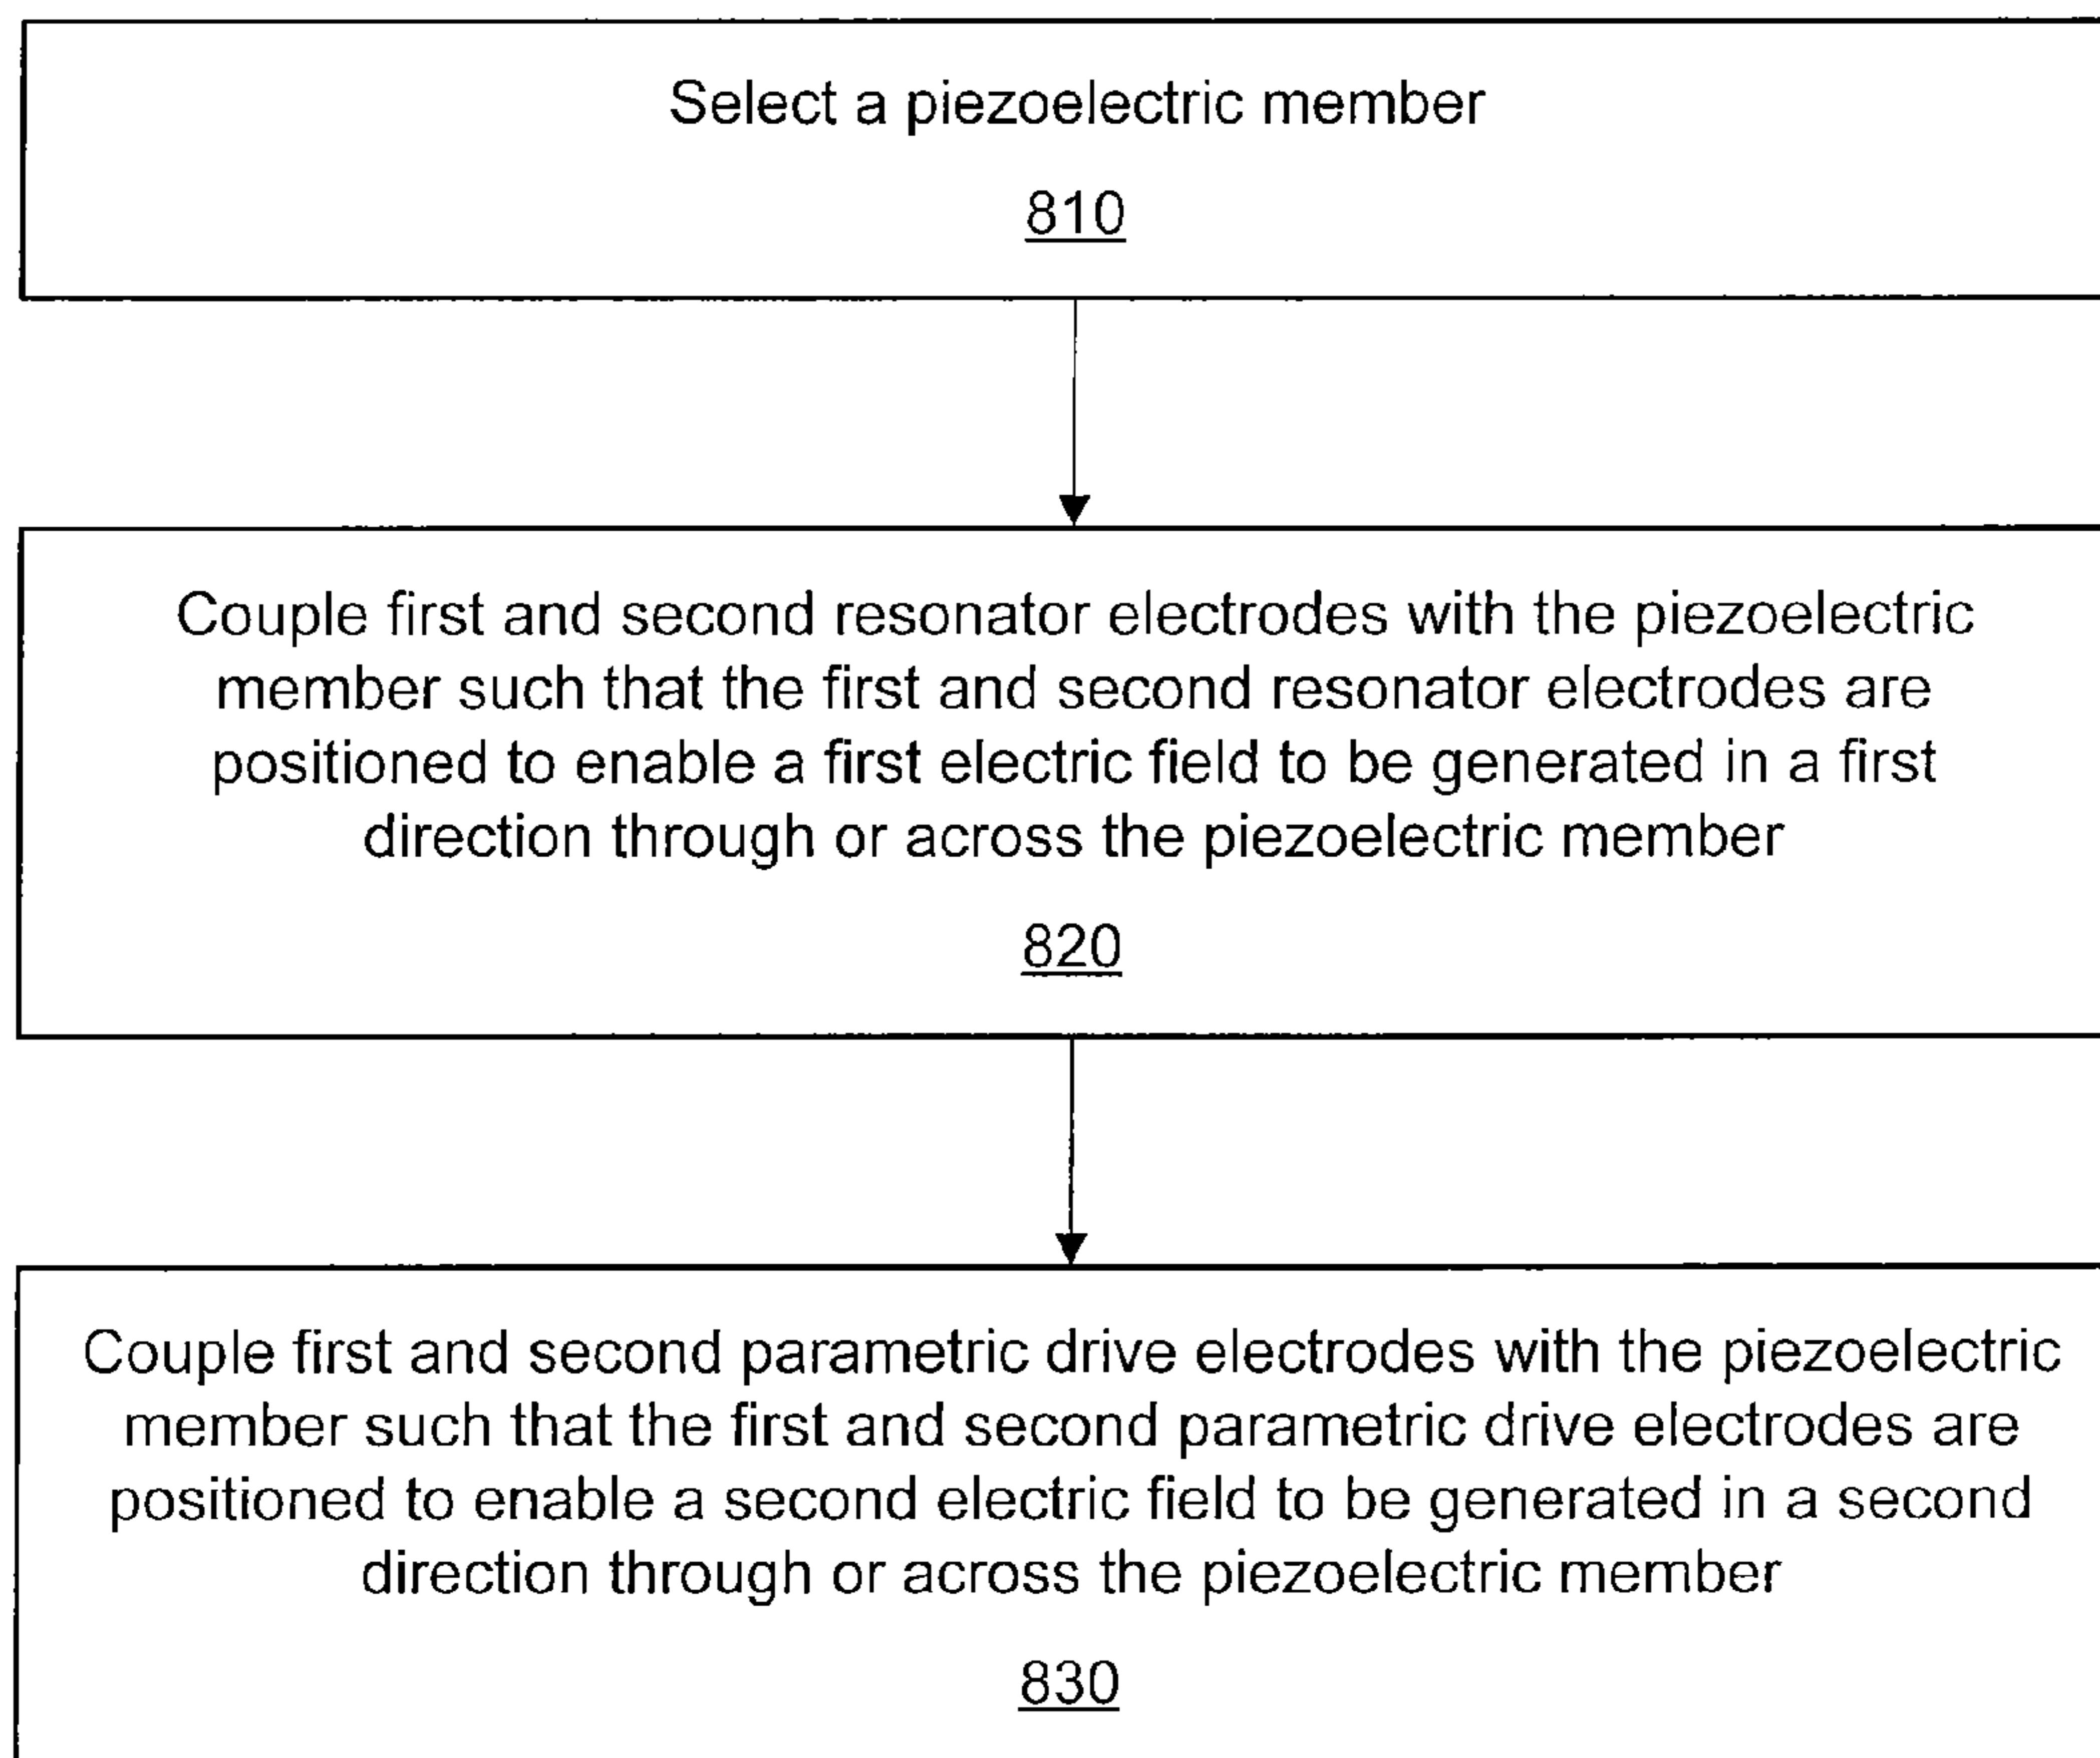 Select a piezoelectric member
810
Couple first and second resonator electrodes with the piezoelectric
member such that the first and second resonator electrodes are
positioned to enable a first electric field to be generated in a first
direction through or across the piezoelectric member
820
Couple first and second parametric drive electrodes with the piezoelectric
member such that the first and second parametric drive electrodes are
positioned to enable a second electric field to be generated in a second
direction through or across the piezoelectric member
830